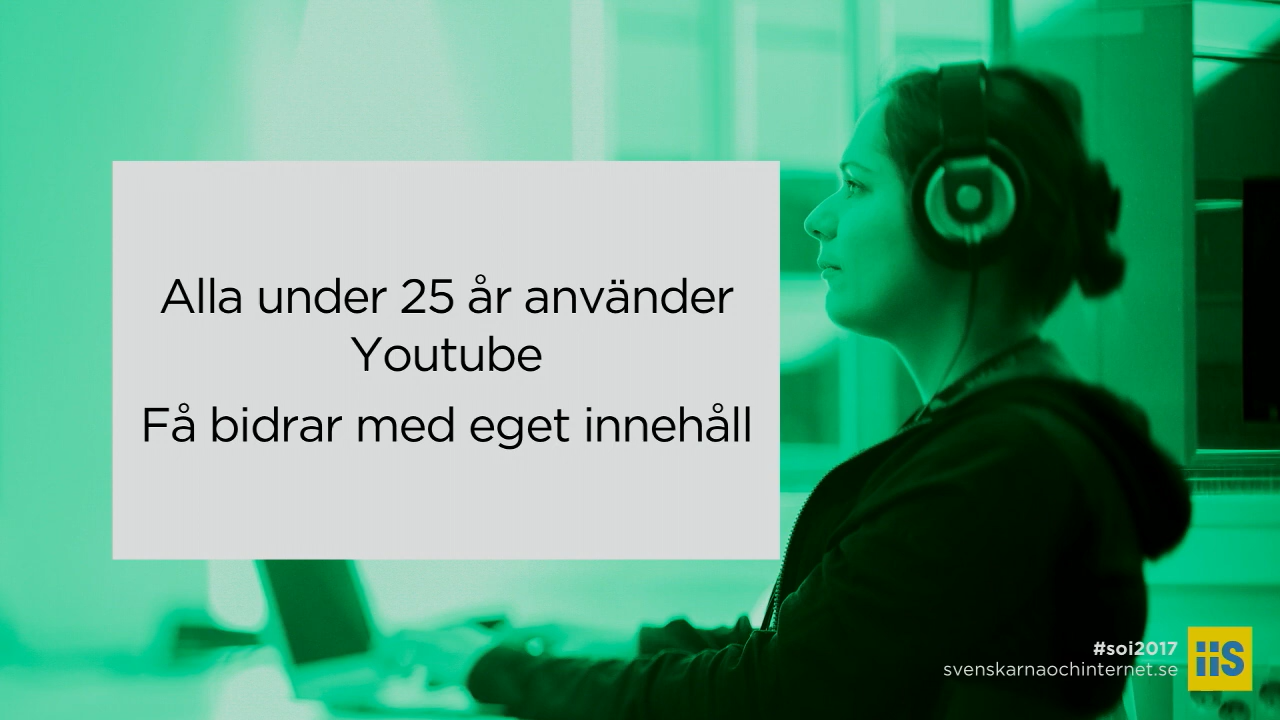 Alla under 25 år använder
Youtube
Få bidrar med eget innehåll
#soi2017
svenskarnaochinternet.se
iis